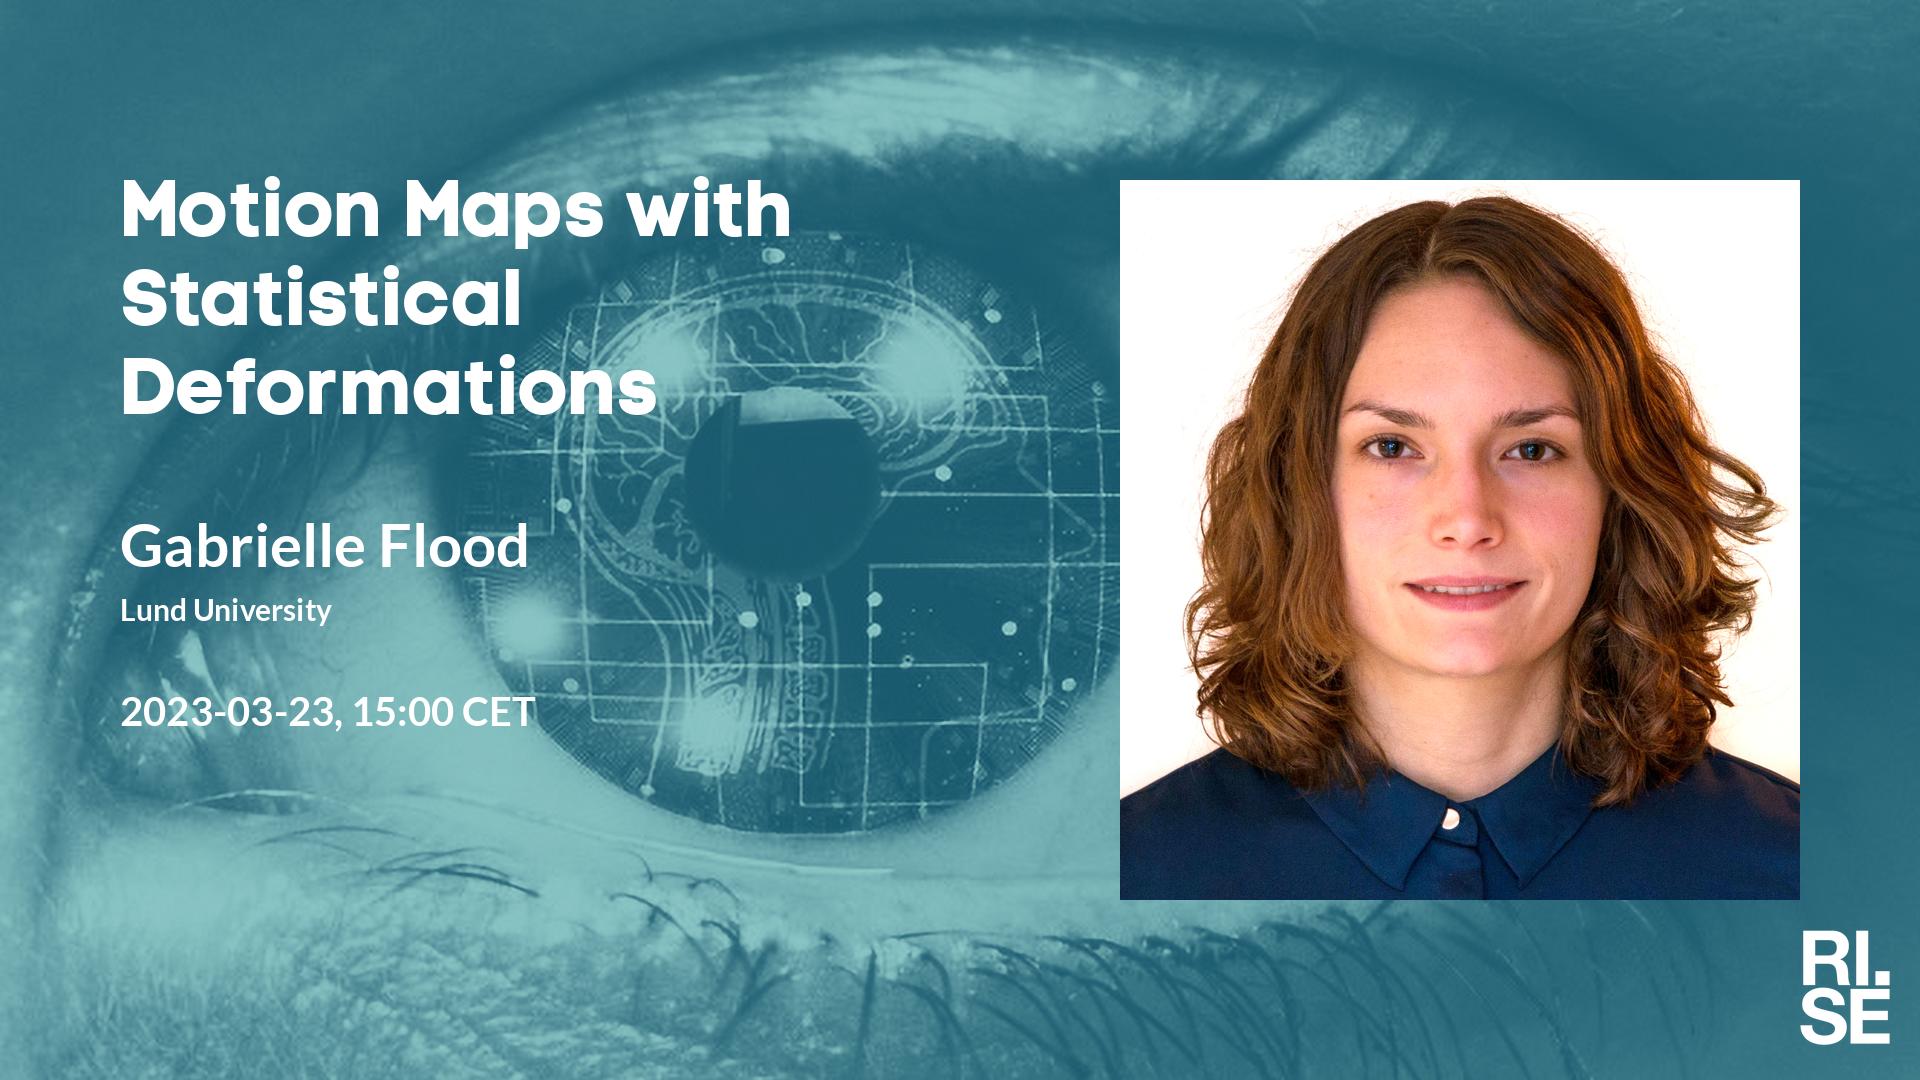 Motion Maps with
Statistical
Deformations
Gabrielle Flood
Lund University
2023-03-23, 15:00 CET
RI.
SE